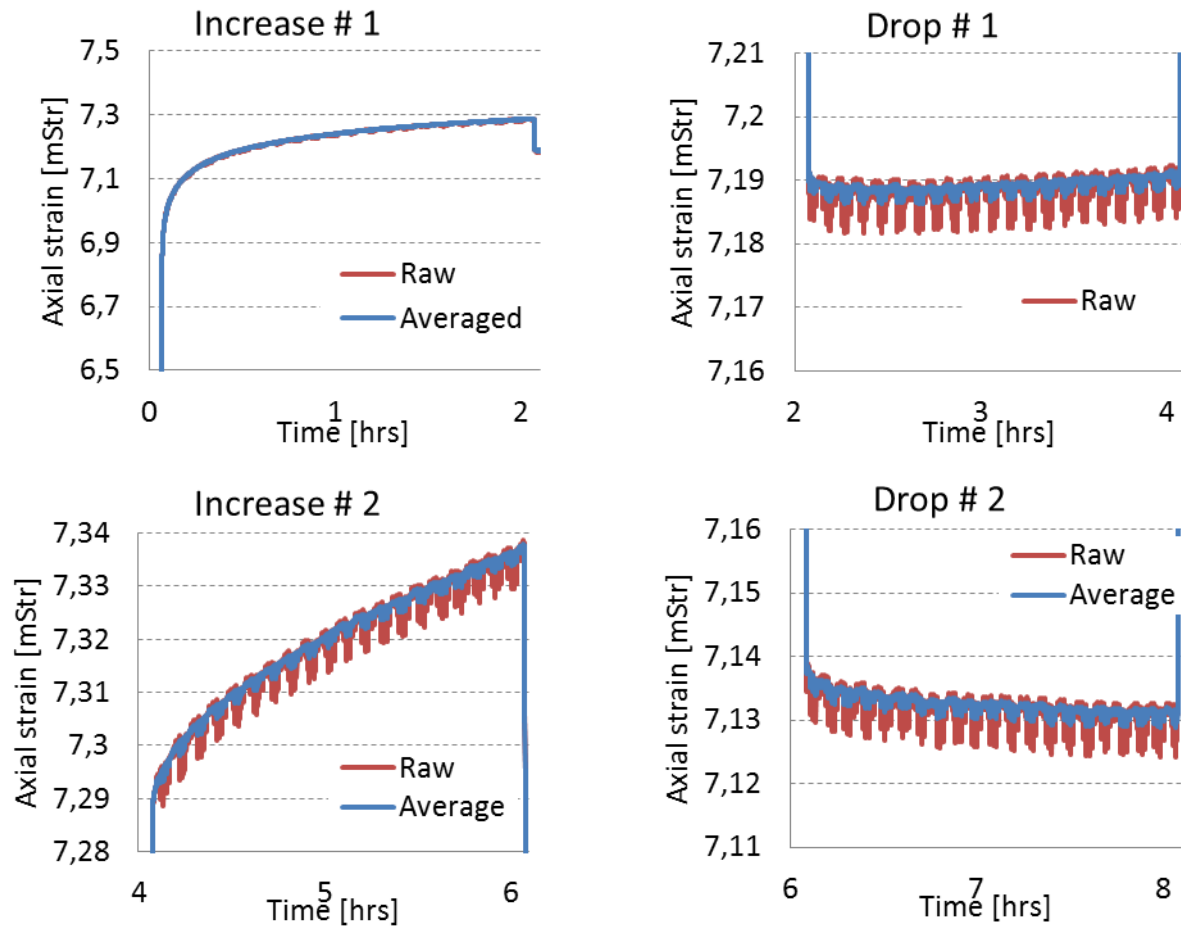 Increase # 1
Axial strain [mStr]
7,5
7,3
7,1
6,9
6,7
6,5
Raw
Averaged
0
1
2
Time [hrs]
Drop # 1
Axial strain [mStr]
7,21
7,2
7,19
7,18
7,17
7,16
Raw
2
3
4
Time [hrs]
Increase # 2
Axial strain [mStr]
7,34
7,33
7,32
7,31
7,3
7,29
7,28
Raw
Average
4
5
6
Time [hrs]
Drop # 2
Axial strain [mStr]
7,16
7,15
7,14
7,13
7,12
7,11
Raw
Average
6
7
8
Time [hrs]